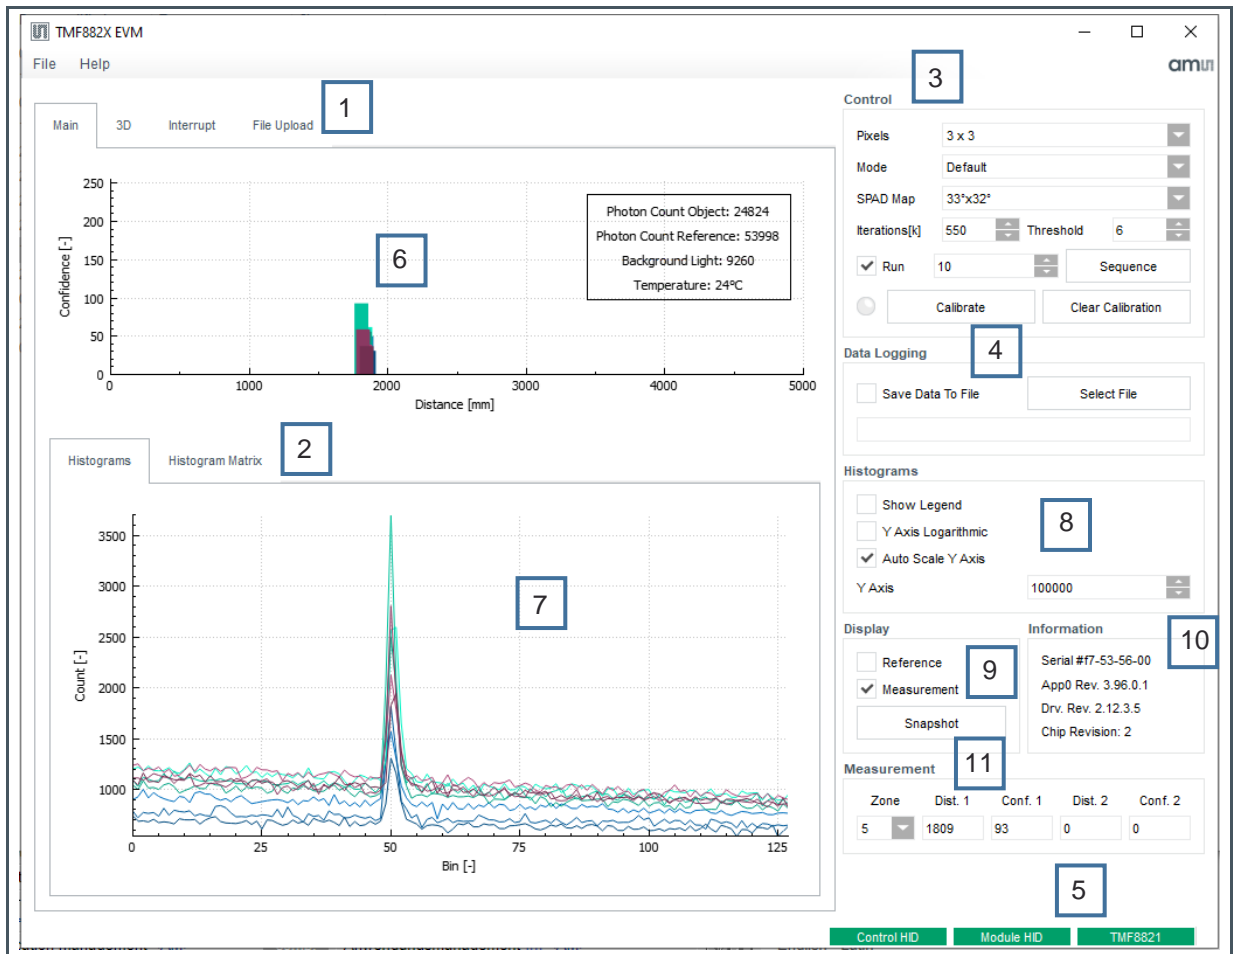 TMF882X EVM
File Help
amu
1
Main 3D Interrupt File Upload
250
200
150
100
50
0
Confidence [-]
6
Photon Count Object: 24824
Photon Count Reference: 53998
Background Light: 9260
Temperature: 24°C
0 1000 2000 3000 4000 5000
Distance [mm]
2
Histograms Histogram Matrix
3500
3000
2500
2000
1500
1000
Count [-]
7
0 25 50 75 100 125
Bin [-]
3
Control
Pixels 3 x 3
Mode Default
SPAD Map 33°x32°
Iterations[k] 550 Threshold 6
Run 10 Sequence
Calibrate Clear Calibration
4
Data Logging
Save Data To File Select File
Histograms
Show Legend
8
Y Axis Logarithmic
Auto Scale Y Axis
Y Axis 100000
Display
Reference
9
Measurement
Snapshot
Information
10
Serial #f7-53-56-00
App0 Rev. 3.96.0.1
Drv. Rev. 2.12.3.5
Chip Revision: 2
11
Measurement
Zone Dist. 1 Conf. 1 Dist. 2 Conf. 2
5 1809 93 0 0
5
Control HID Module HID TMF8821